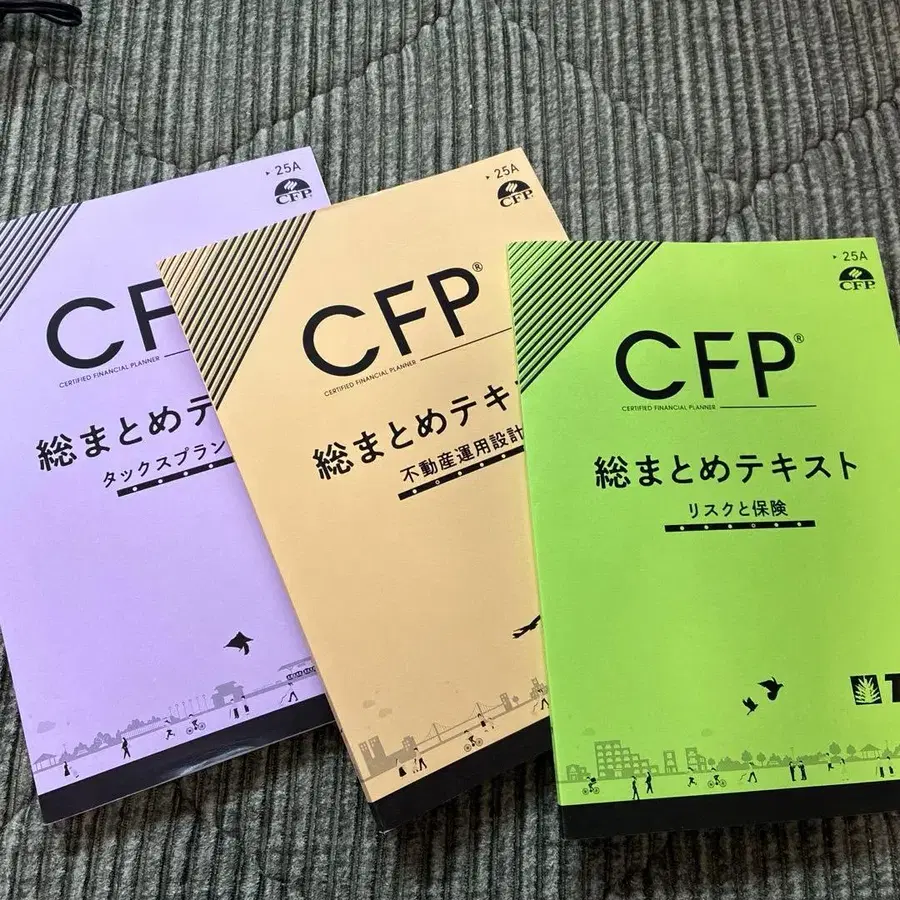 25A
CFP
CF
CERTIFIED FINANCIAL PLANNER
総まとめテ
タックスプラン
25A
CFP
CFP®
CERTIFIED FINANCIAL PLANNER
総まとめテキス
不動産運用設計
25A
CFP
CFP®
CERTIFIED FINANCIAL PLANNER
総まとめテキスト
リスクと保険
T